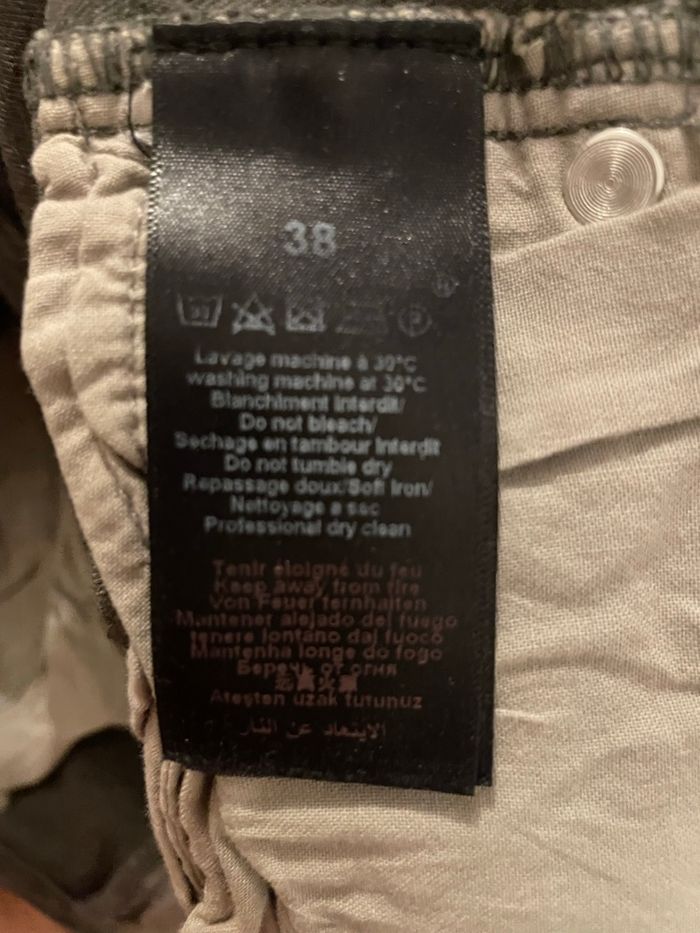 38
30
P
Lavage machine à 30°C
washing machine at 30°C
Blanchiment interdit/
Do not bleach/
Sechage en tambour interdit
Do not tumble dry
Repassage doux/Soft iron/
Nettoyage a sec
Professional dry clean
Tenir éloigné du feu
Keep away from fire
Von Feuer fernhalten
Mantener alejado del fuego
tenere lontano dal fuoco
Mantenha longe do fogo
Беречь от огня
Ateşten uzak tutunuz
الابتعاد عن النار